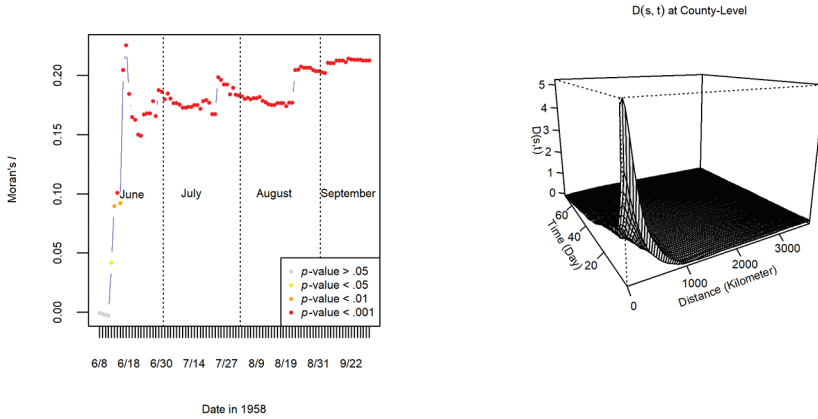 D(s, t) at County-Level
Moran's I
0.20
0.15
0.10
0.05
0.00
June
July
August
September
p-value > .05
p-value < .05
p-value < .01
p-value < .001
6/8
6/18
6/30
7/14
7/27
8/9
8/19
8/31
9/22
Date in 1958
D(s,t)
5
4
3
2
1
0
Time (Day)
60
40
20
0
1000
2000
3000
Distance (Kilometer)